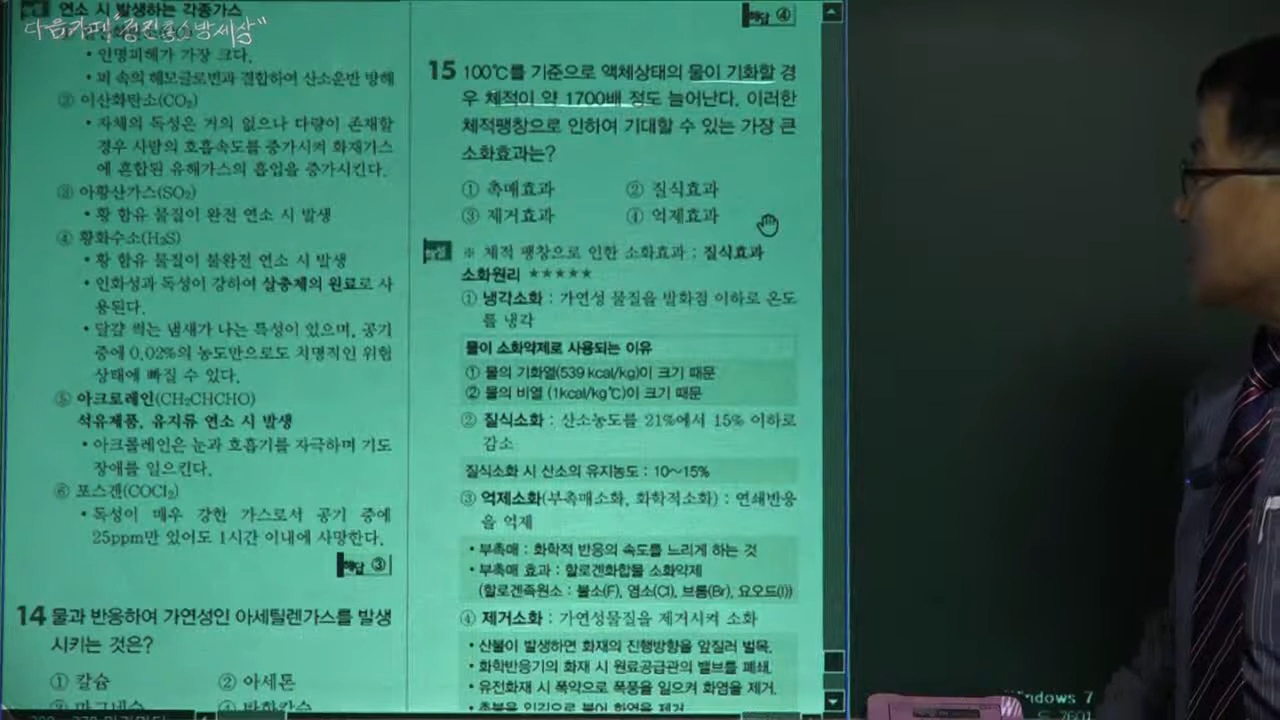 연소 시 발생하는 각종가스
다음카페 "정진홍소방세상"
• 인명피해가 가장 크다.
• 피 속의 헤모글로빈과 결합하여 산소운반 방해
② 이산화탄소(CO₂)
• 자체의 독성은 거의 없으나 다량이 존재할
경우 사람의 호흡속도를 증가시켜 화재가스
에 혼합된 유해가스의 흡입을 증가시킨다.
③ 아황산가스(SO₂)
• 황 함유 물질이 완전 연소 시 발생
④ 황화수소(H₂S)
• 황 함유 물질이 불완전 연소 시 발생
• 인화성과 독성이 강하여 살충제의 원료로 사
용된다.
• 달걀 썩는 냄새가 나는 특성이 있으며, 공기
중에 0.02%의 농도만으로도 치명적인 위험
상태에 빠질 수 있다.
⑤ 아크로레인(CH₂CHCHO)
석유제품, 유지류 연소 시 발생
• 아크롤레인은 눈과 호흡기를 자극하며 기도
장애를 일으킨다.
⑥ 포스겐(COCl₂)
• 독성이 매우 강한 가스로서 공기 중에
25ppm만 있어도 1시간 이내에 사망한다.
해답 ③
14 물과 반응하여 가연성인 아세틸렌가스를 발생
시키는 것은?
① 칼슘 ② 아세톤
③ 마그네슘 ④ 탄화칼슘
해답 ④
15 100℃를 기준으로 액체상태의 물이 기화할 경
우 체적이 약 1700배 정도 늘어난다. 이러한
체적팽창으로 인하여 기대할 수 있는 가장 큰
소화효과는?
① 촉매효과 ② 질식효과
③ 제거효과 ④ 억제효과
해설 ※ 체적 팽창으로 인한 소화효과 : 질식효과
소화원리 ★★★★★
① 냉각소화 : 가연성 물질을 발화점 이하로 온도
를 냉각
물이 소화약제로 사용되는 이유
① 물의 기화열(539 kcal/kg)이 크기 때문
② 물의 비열 (1kcal/kg℃)이 크기 때문
② 질식소화 : 산소농도를 21%에서 15% 이하로
감소
질식소화 시 산소의 유지농도 : 10～15%
③ 억제소화(부촉매소화, 화학적소화) : 연쇄반응
을 억제
• 부촉매 : 화학적 반응의 속도를 느리게 하는 것
• 부촉매 효과 : 할로겐화합물 소화약제
(할로겐족원소 : 불소(F), 염소(Cl), 브롬(Br), 요오드(I))
④ 제거소화 : 가연성물질을 제거시켜 소화
• 산불이 발생하면 화재의 진행방향을 앞질러 벌목.
• 화학반응기의 화재 시 원료공급관의 밸브를 폐쇄.
• 유전화재 시 폭약으로 폭풍을 일으켜 화염을 제거.
• 촛불을 입김으로 불어 화염을 제거.
Windows 7